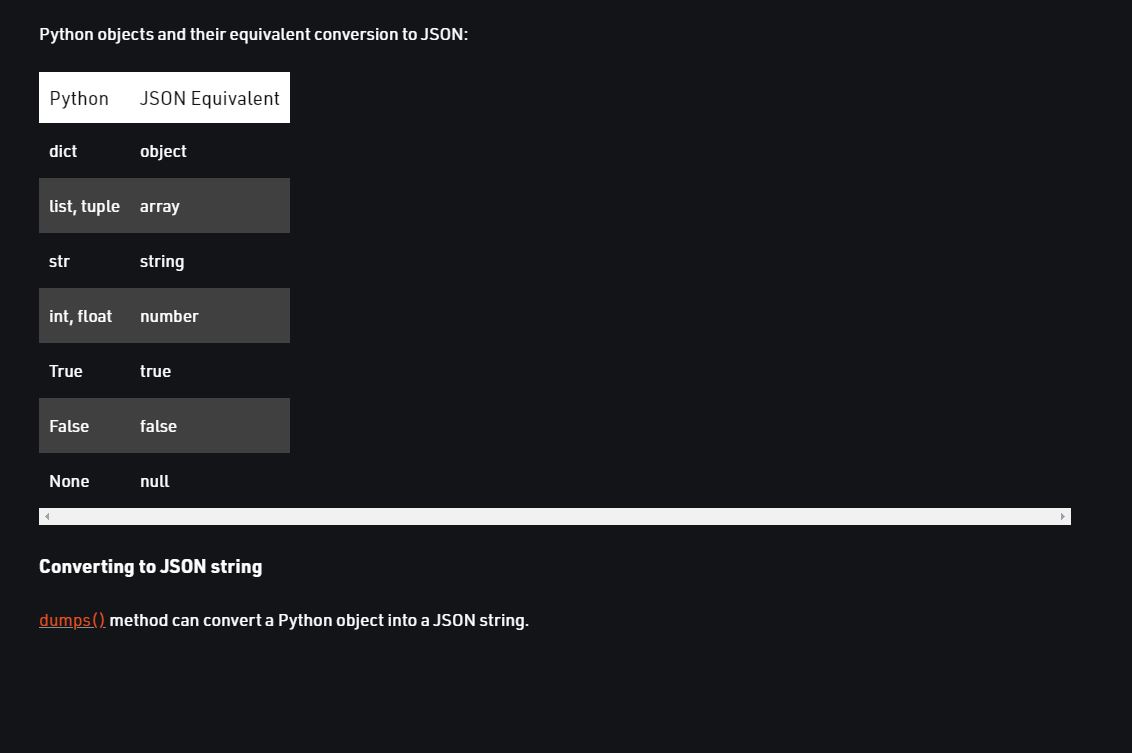 Python objects and their equivalent conversion to JSON:
Python JSON Equivalent
dict object
list, tuple array
str string
int, float number
True true
False false
None null
Converting to JSON string
dumps() method can convert a Python object into a JSON string.